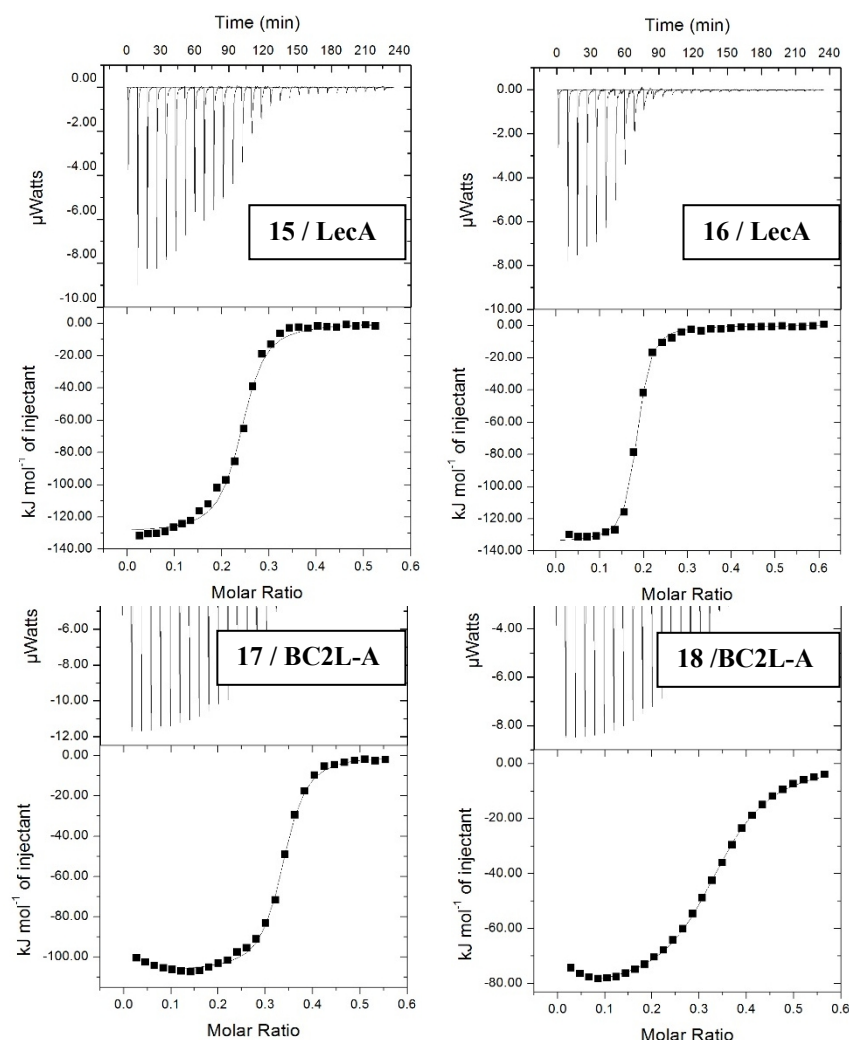 Time (min)
0 30 60 90 120 150 180 210 240
0.00
-2.00
-4.00
-6.00
-8.00
-10.00
µWatts
15 / LecA
0.00
-20.00
-40.00
-60.00
-80.00
-100.00
-120.00
-140.00
kJ mol⁻¹ of injectant
0.0 0.1 0.2 0.3 0.4 0.5 0.6
Molar Ratio
Time (min)
0 30 60 90 120 150 180 210 240
0.00
-2.00
-4.00
-6.00
-8.00
-10.00
µWatts
16 / LecA
0.00
-20.00
-40.00
-60.00
-80.00
-100.00
-120.00
-140.00
kJ mol⁻¹ of injectant
0.0 0.1 0.2 0.3 0.4 0.5 0.6
Molar Ratio
-6.00
-8.00
-10.00
-12.00
µWatts
17 / BC2L-A
0.00
-20.00
-40.00
-60.00
-80.00
-100.00
kJ mol⁻¹ of injectant
0.0 0.1 0.2 0.3 0.4 0.5 0.6
Molar Ratio
-4.00
-6.00
-8.00
µWatts
18 /BC2L-A
0.00
-20.00
-40.00
-60.00
-80.00
kJ mol⁻¹ of injectant
0.0 0.1 0.2 0.3 0.4 0.5 0.6
Molar Ratio